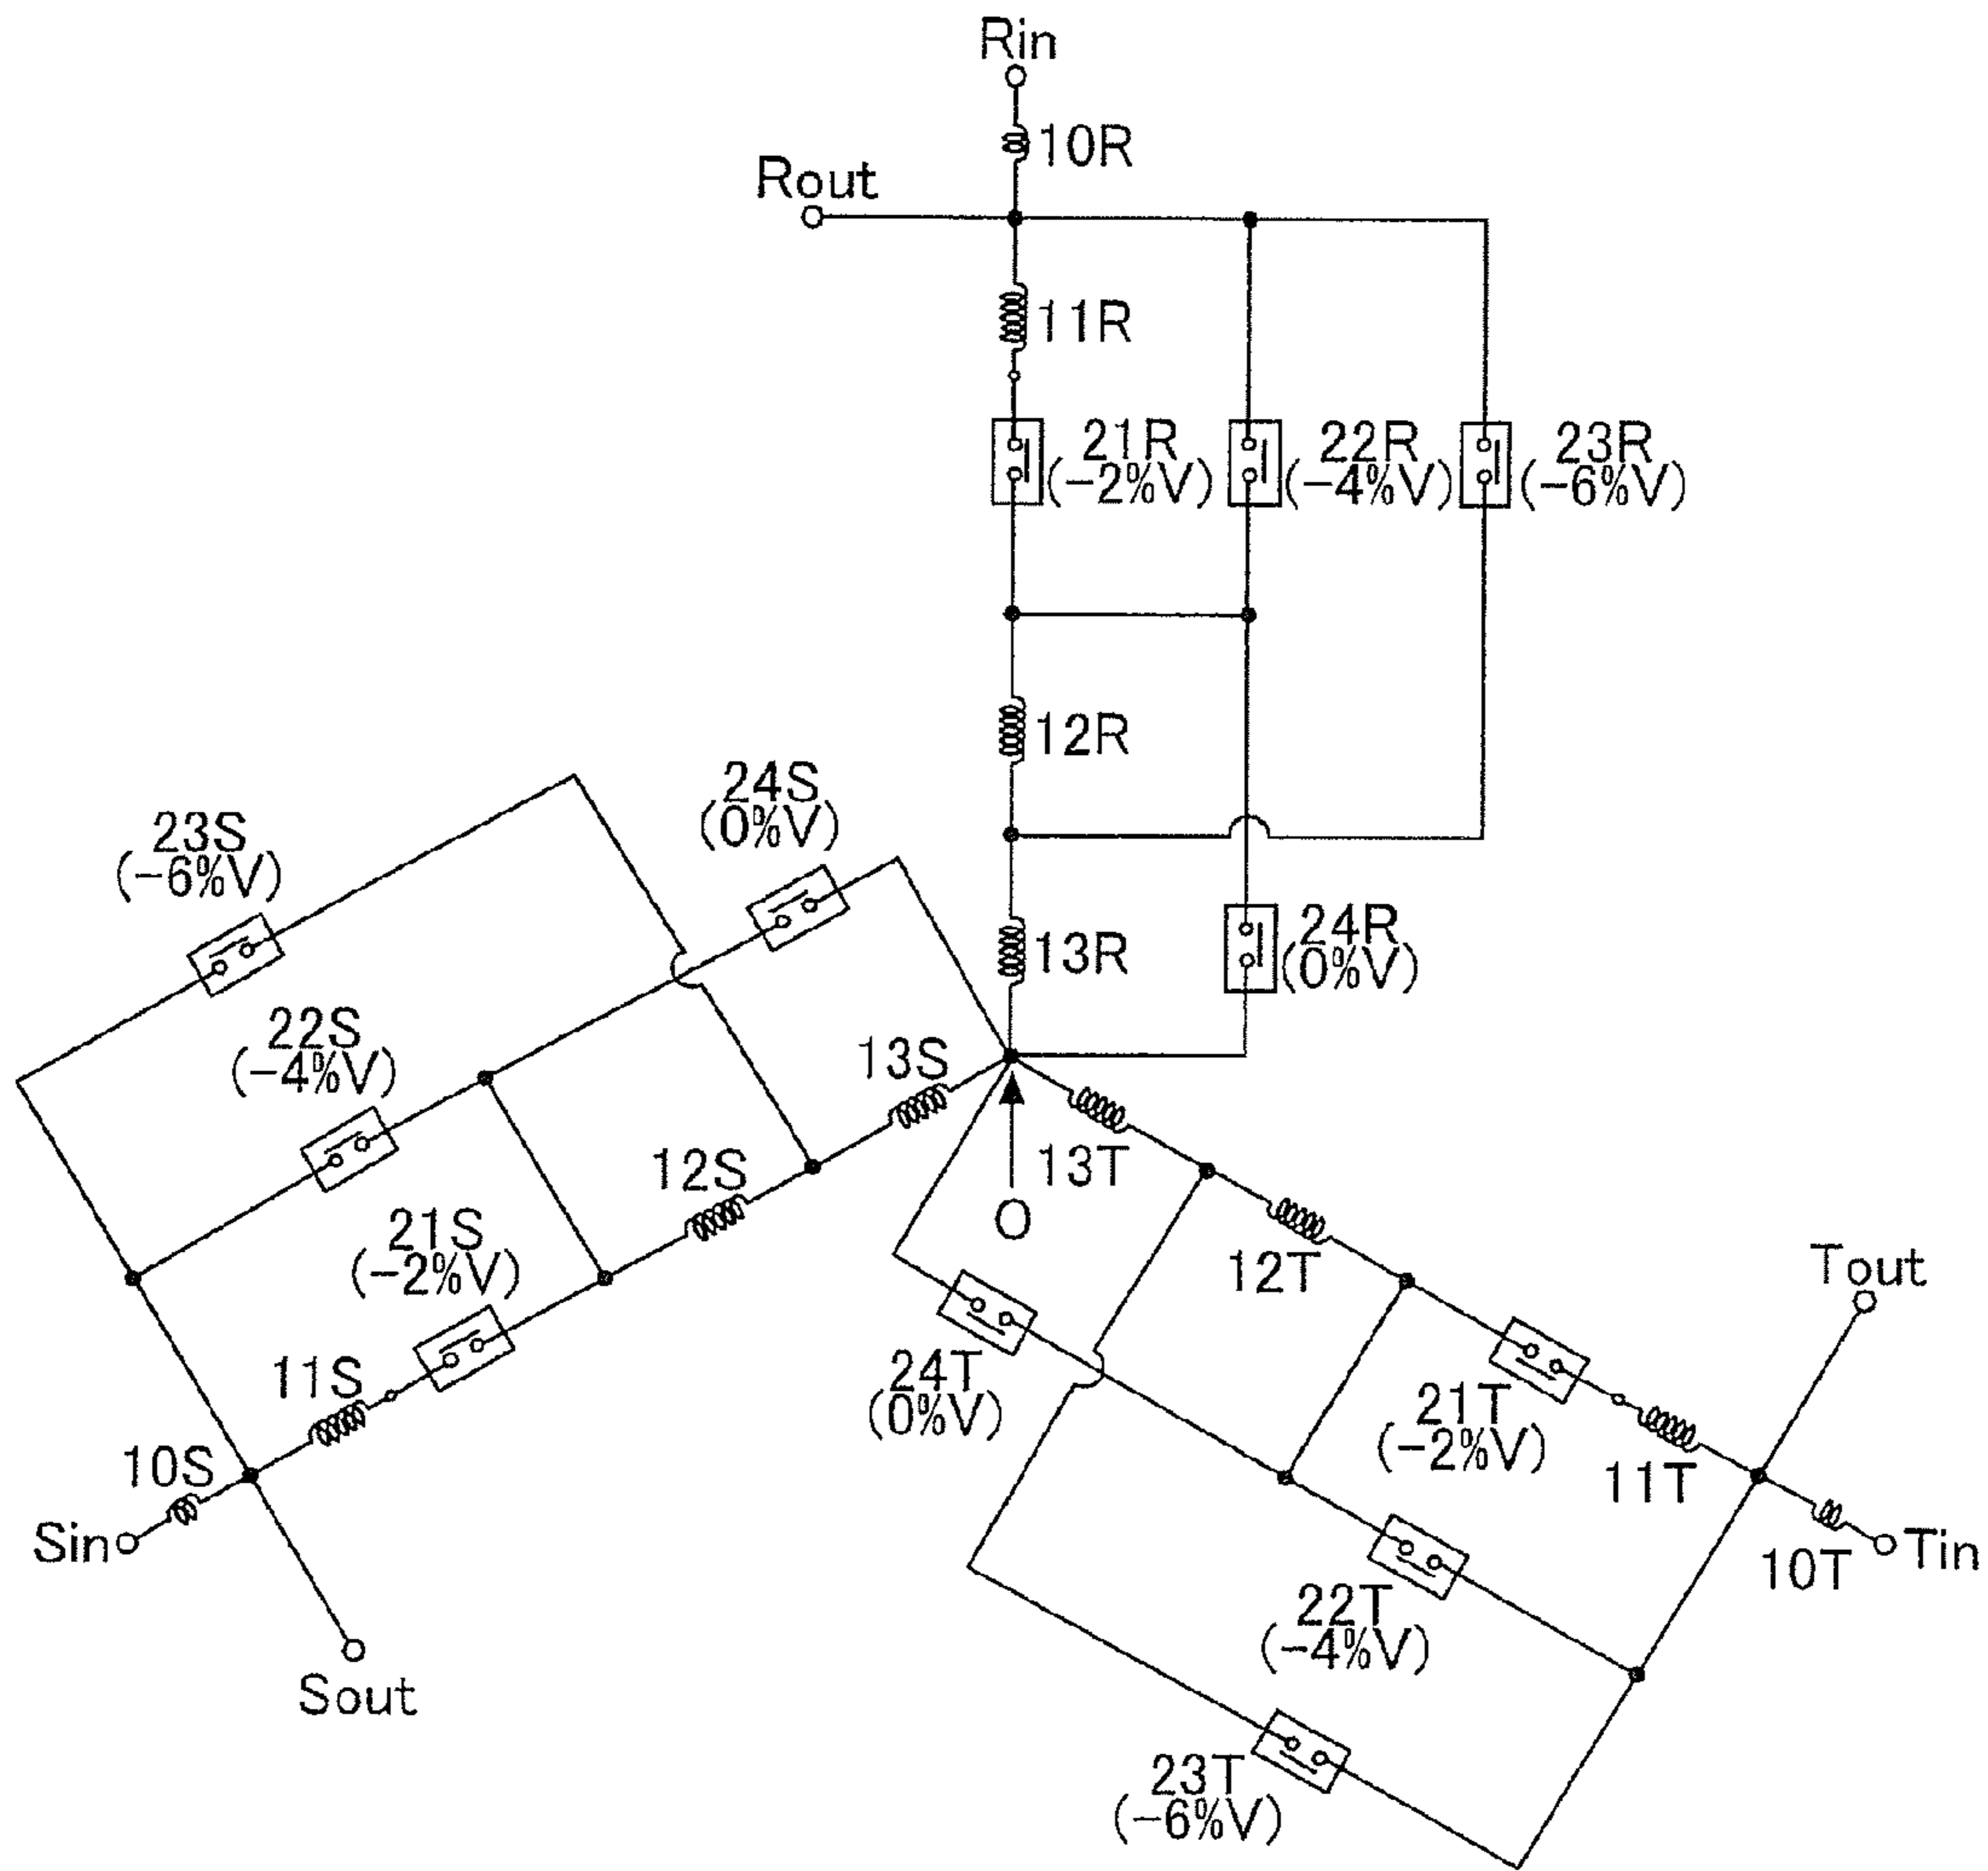 Rin
10R
Rout
11R
21R
(-2%V)
22R
(-4%V)
23R
(-6%V)
12R
24S
(0%V)
23S
(-6%V)
24R
(0%V)
13R
22S
(-4%V)
13S
12S
13T
O
21S
(-2%V)
12T
Tout
11S
24T
(0%V)
21T
(-2%V)
10S
11T
Sin
Tin
10T
22T
(-4%V)
Sout
23T
(-6%V)